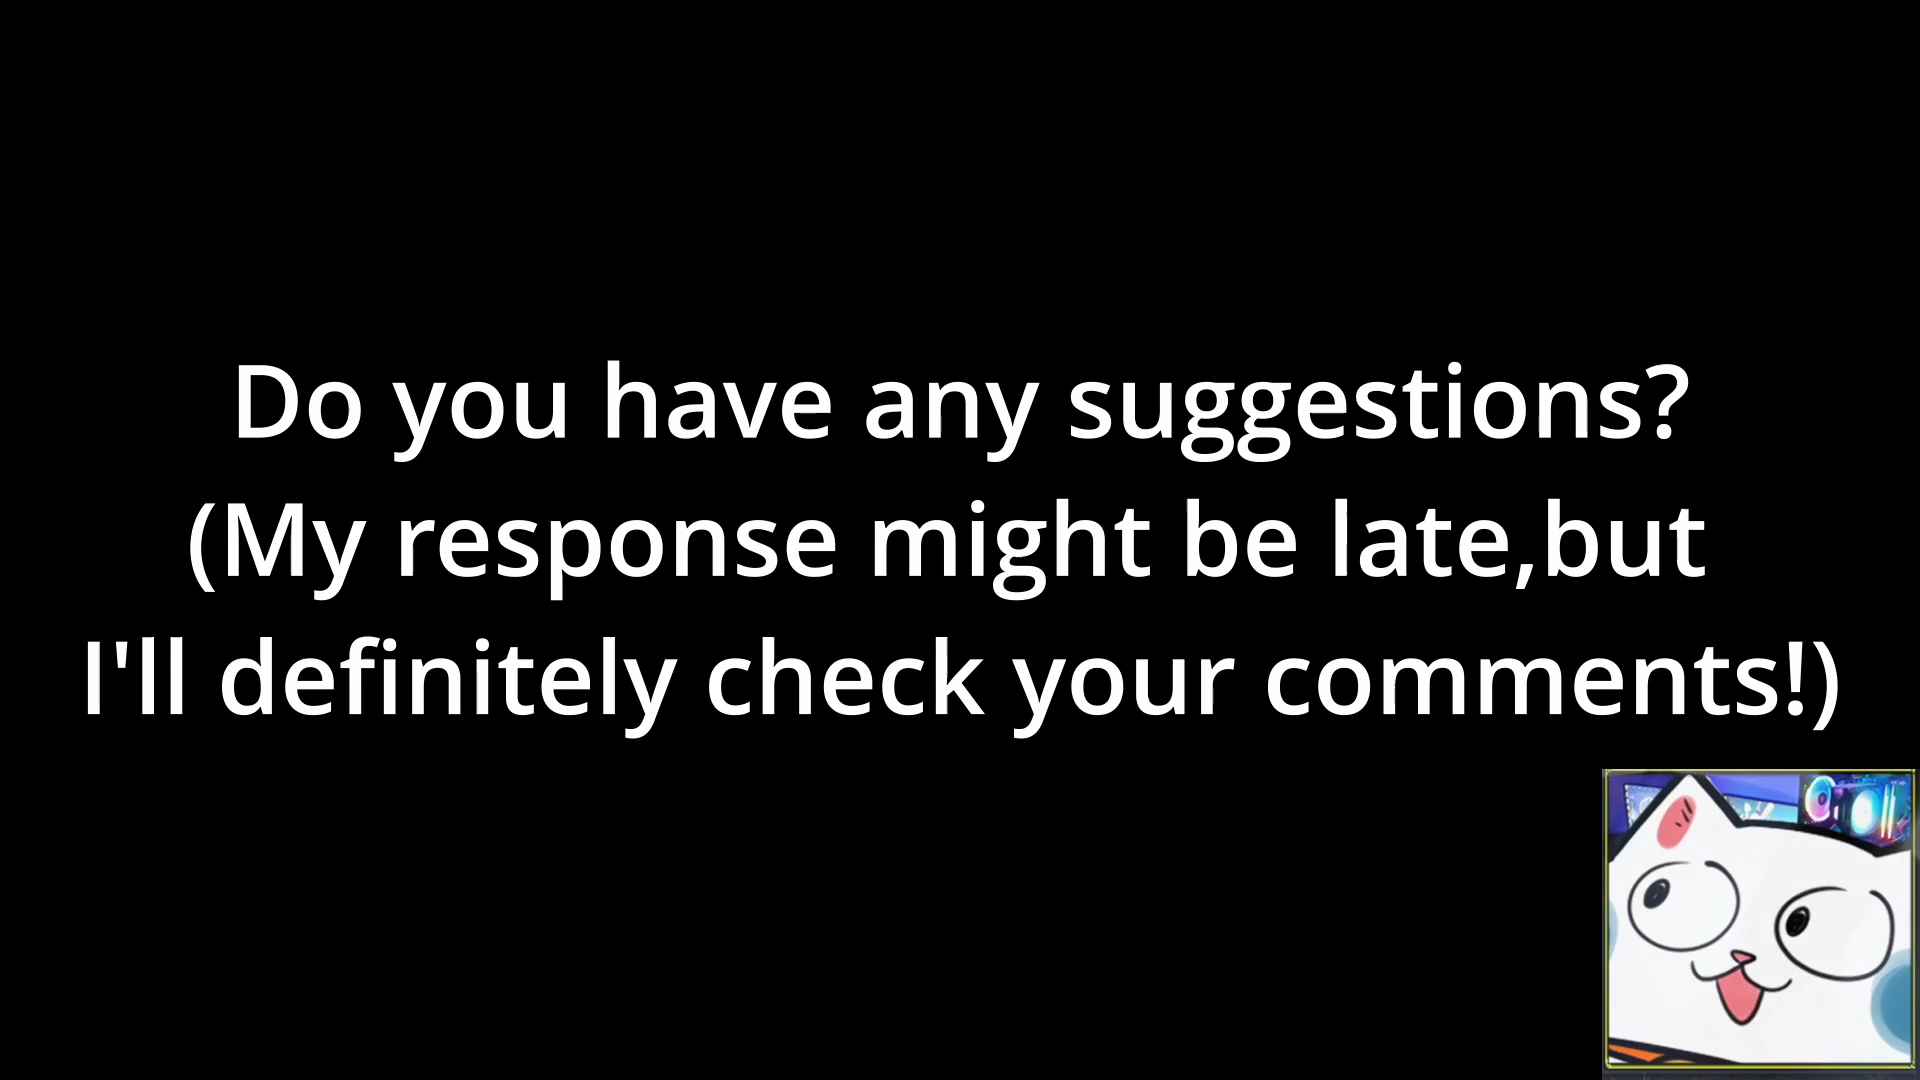 Do you have any suggestions?
(My response might be late,but
I'll definitely check your comments!)